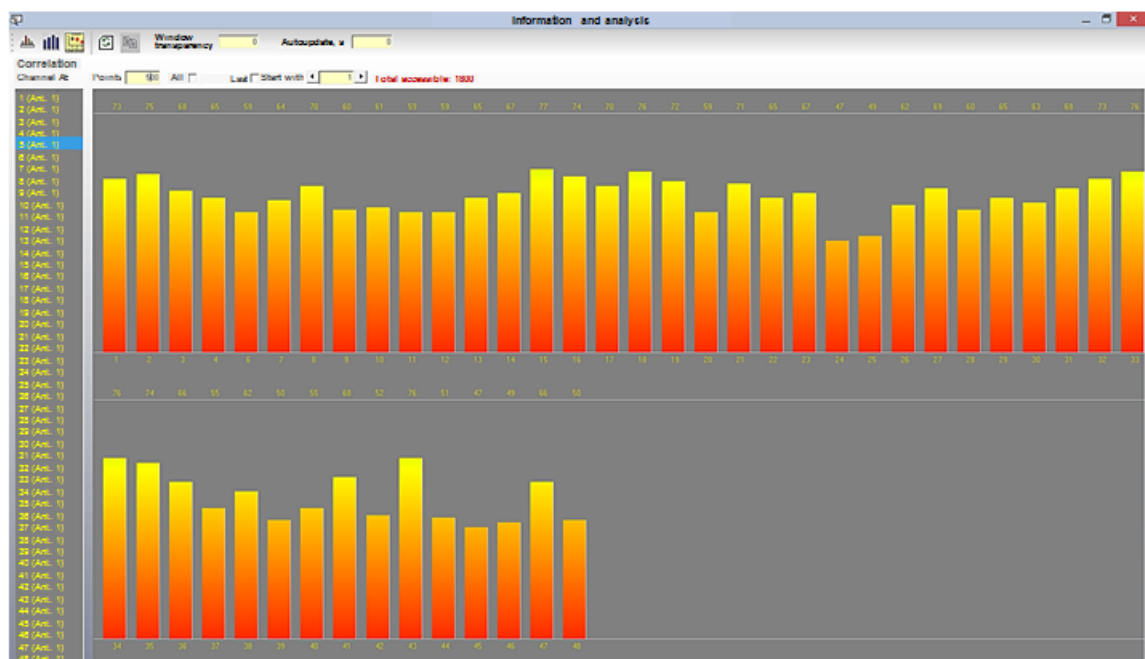 Information and analysis
Window transparency 0 Autoupdate, s 0
Correlation
Channel № Points 500 All Last Start with 1 Total accessible: 1800
1 (Ant. 1)
2 (Ant. 1)
3 (Ant. 1)
4 (Ant. 1)
5 (Ant. 1)
6 (Ant. 1)
7 (Ant. 1)
8 (Ant. 1)
9 (Ant. 1)
10 (Ant. 1)
11 (Ant. 1)
12 (Ant. 1)
13 (Ant. 1)
14 (Ant. 1)
15 (Ant. 1)
16 (Ant. 1)
17 (Ant. 1)
18 (Ant. 1)
19 (Ant. 1)
20 (Ant. 1)
21 (Ant. 1)
22 (Ant. 1)
23 (Ant. 1)
24 (Ant. 1)
25 (Ant. 1)
26 (Ant. 1)
27 (Ant. 1)
28 (Ant. 1)
29 (Ant. 1)
30 (Ant. 1)
31 (Ant. 1)
32 (Ant. 1)
33 (Ant. 1)
34 (Ant. 1)
35 (Ant. 1)
36 (Ant. 1)
37 (Ant. 1)
38 (Ant. 1)
39 (Ant. 1)
40 (Ant. 1)
41 (Ant. 1)
42 (Ant. 1)
43 (Ant. 1)
44 (Ant. 1)
45 (Ant. 1)
46 (Ant. 1)
47 (Ant. 1)
73 75 68 65 59 64 70 61 59 59 65 67 77 74 70 76 72 59 71 65 67 47 49 62 69 60 65 63 69 73 76
1 2 3 4 6 7 8 9 10 11 12 13 14 15 16 17 18 19 20 21 22 23 24 25 26 27 28 29 30 31 32 33
76 74 66 55 62 50 55 68 52 76 51 47 49 66 50
34 35 36 37 38 39 40 41 42 43 44 45 46 47 48